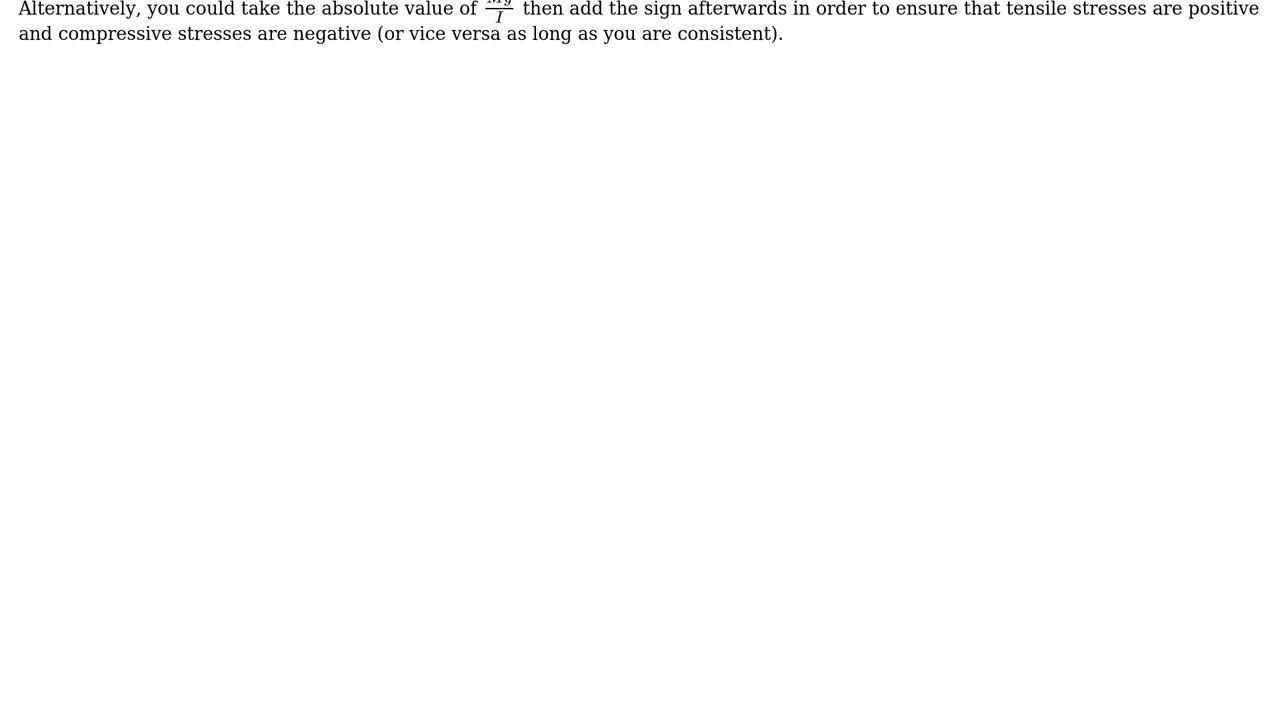 Alternatively, you could take the absolute value of My/I then add the sign afterwards in order to ensure that tensile stresses are positive
and compressive stresses are negative (or vice versa as long as you are consistent).